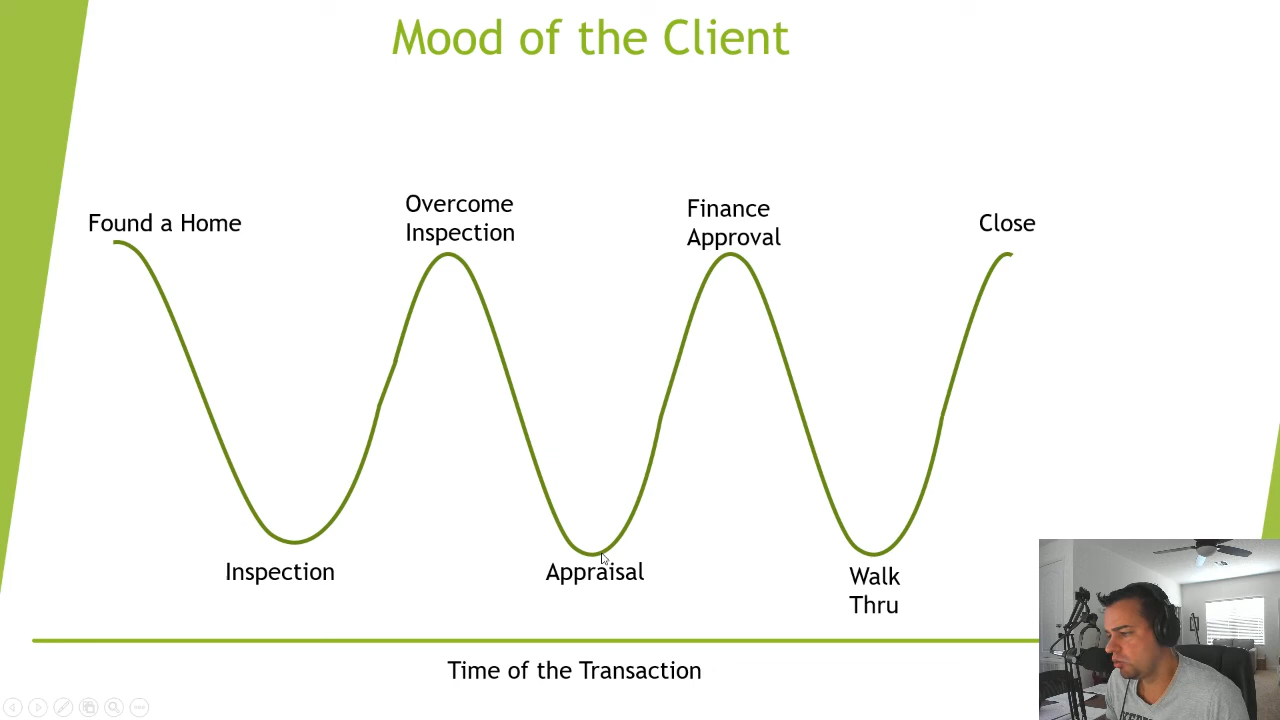 Mood of the Client
Found a Home
Overcome
Inspection
Finance
Approval
Close
Inspection
Appraisal
Walk
Thru
Time of the Transaction